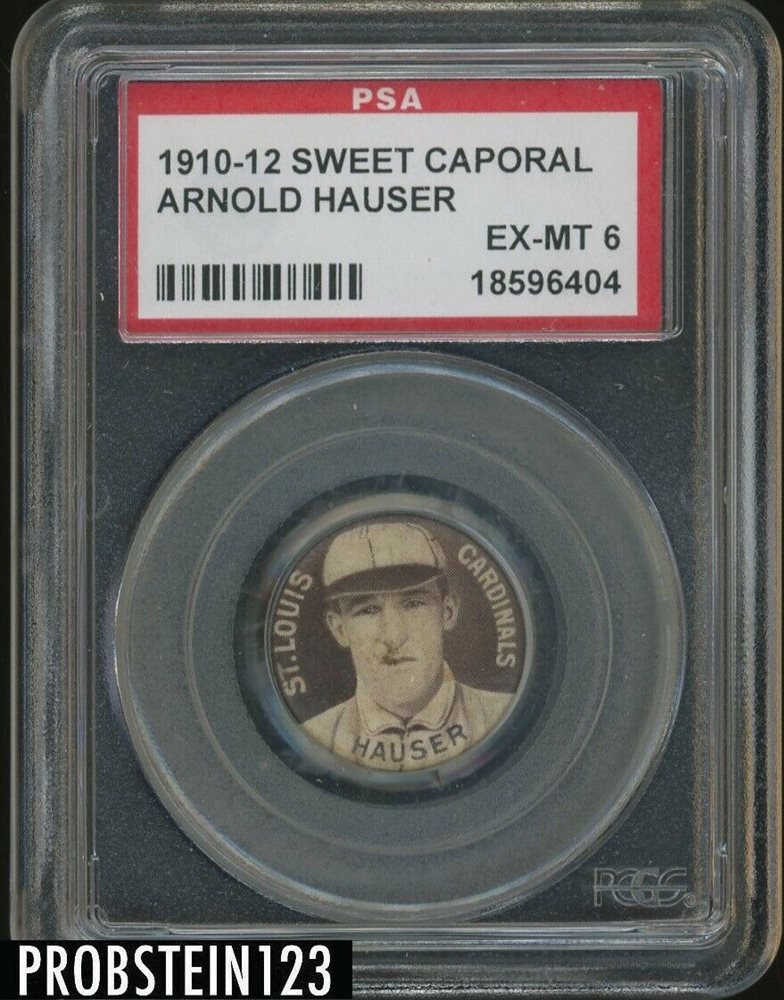 PSA
1910-12 SWEET CAPORAL
ARNOLD HAUSER
EX-MT 6
18596404
ST. LOUIS
CARDINALS
HAUSER
PCGS
PROBSTEIN123